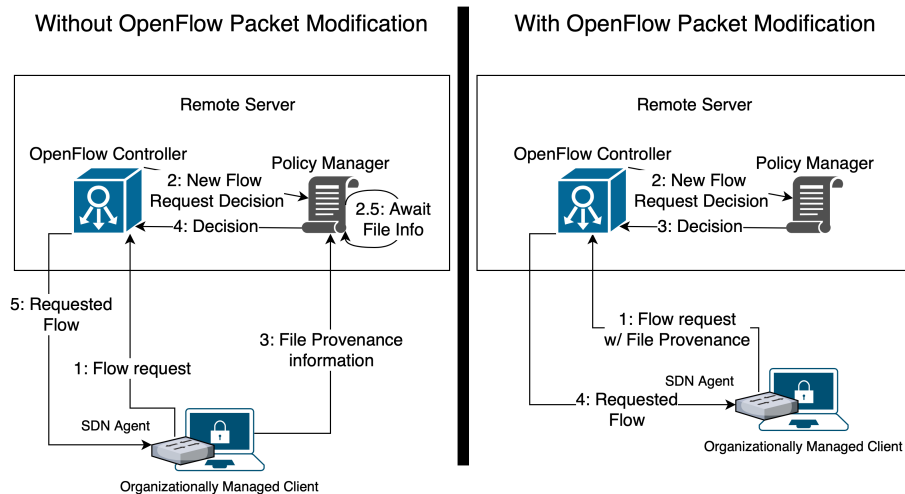 Without OpenFlow Packet Modification
Remote Server
OpenFlow Controller
Policy Manager
2: New Flow
Request Decision
2.5: Await
File Info
4: Decision
5: Requested
Flow
3: File Provenance
information
1: Flow request
SDN Agent
Organizationally Managed Client
With OpenFlow Packet Modification
Remote Server
OpenFlow Controller
Policy Manager
2: New Flow
Request Decision
3: Decision
1: Flow request
w/ File Provenance
SDN Agent
4: Requested
Flow
Organizationally Managed Client